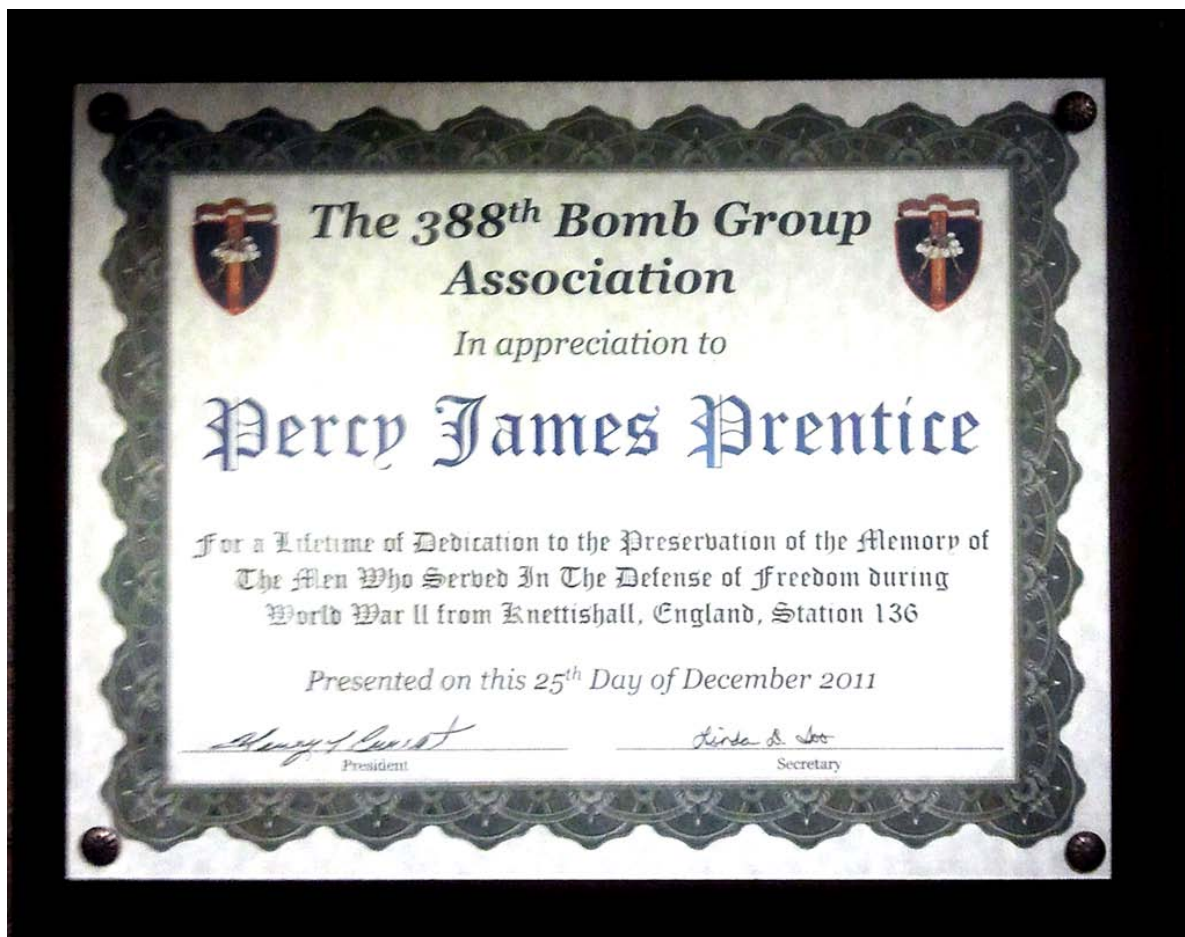 The 388th Bomb Group
Association
In appreciation to
Percy James Prentice
For a Lifetime of Dedication to the Preservation of the Memory of
The Men Who Served In The Defense of Freedom during
World War II from Knettishall, England, Station 136
Presented on this 25th Day of December 2011
Linda D.
President
Secretary